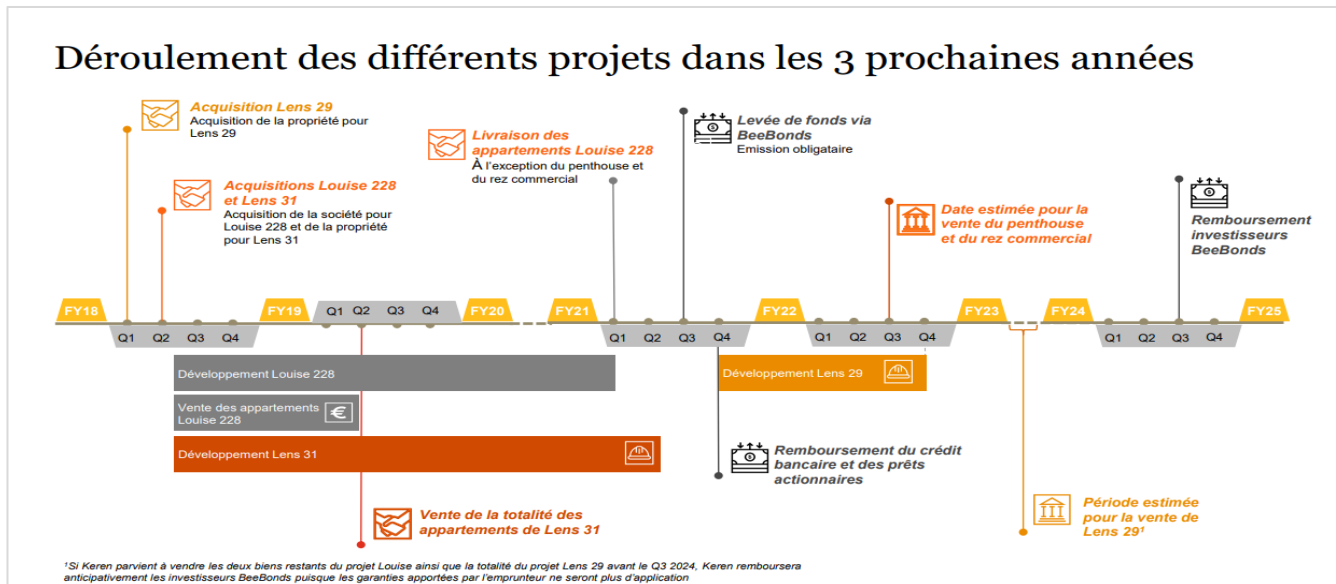 Déroulement des différents projets dans les 3 prochaines années
Acquisition Lens 29
Acquisition de la propriété pour
Lens 29
Acquisitions Louise 228
et Lens 31
Acquisition de la société pour
Louise 228 et de la propriété
pour Lens 31
Livraison des
appartements Louise 228
À l'exception du penthouse et
du rez commercial
Levée de fonds via
BeeBonds
Emission obligataire
Date estimée pour la
vente du penthouse
et du rez commercial
Remboursement
investisseurs
BeeBonds
FY18
Q1 Q2 Q3 Q4
FY19
Q1 Q2 Q3 Q4
FY20
FY21
Q1 Q2 Q3 Q4
FY22
Q1 Q2 Q3 Q4
FY23
FY24
Q1 Q2 Q3 Q4
FY25
Développement Louise 228
Vente des appartements
Louise 228
€
Développement Lens 31
Développement Lens 29
Vente de la totalité des
appartements de Lens 31
Remboursement du crédit
bancaire et des prêts
actionnaires
Période estimée
pour la vente de
Lens 29¹
¹Si Keren parvient à vendre les deux biens restants du projet Louise ainsi que la totalité du projet Lens 29 avant le Q3 2024, Keren remboursera
anticipativement les investisseurs BeeBonds puisque les garanties apportées par l'emprunteur ne seront plus d'application